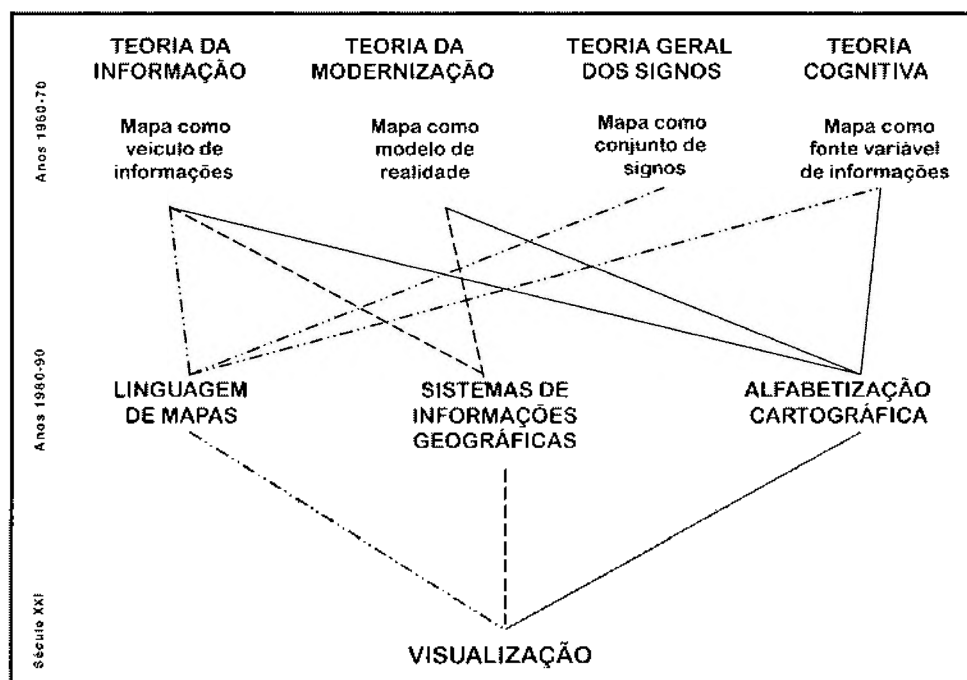 TEORIA DA
INFORMAÇÃO
TEORIA DA
MODERNIZAÇÃO
TEORIA GERAL
DOS SIGNOS
TEORIA
COGNITIVA
Anos 1960-70
Mapa como
veículo de
informações
Mapa como
modelo de
realidade
Mapa como
conjunto de
signos
Mapa como
fonte variável
de informações
Anos 1980-90
LINGUAGEM
DE MAPAS
SISTEMAS DE
INFORMAÇÕES
GEOGRÁFICAS
ALFABETIZAÇÃO
CARTOGRÁFICA
Século XXI
VISUALIZAÇÃO